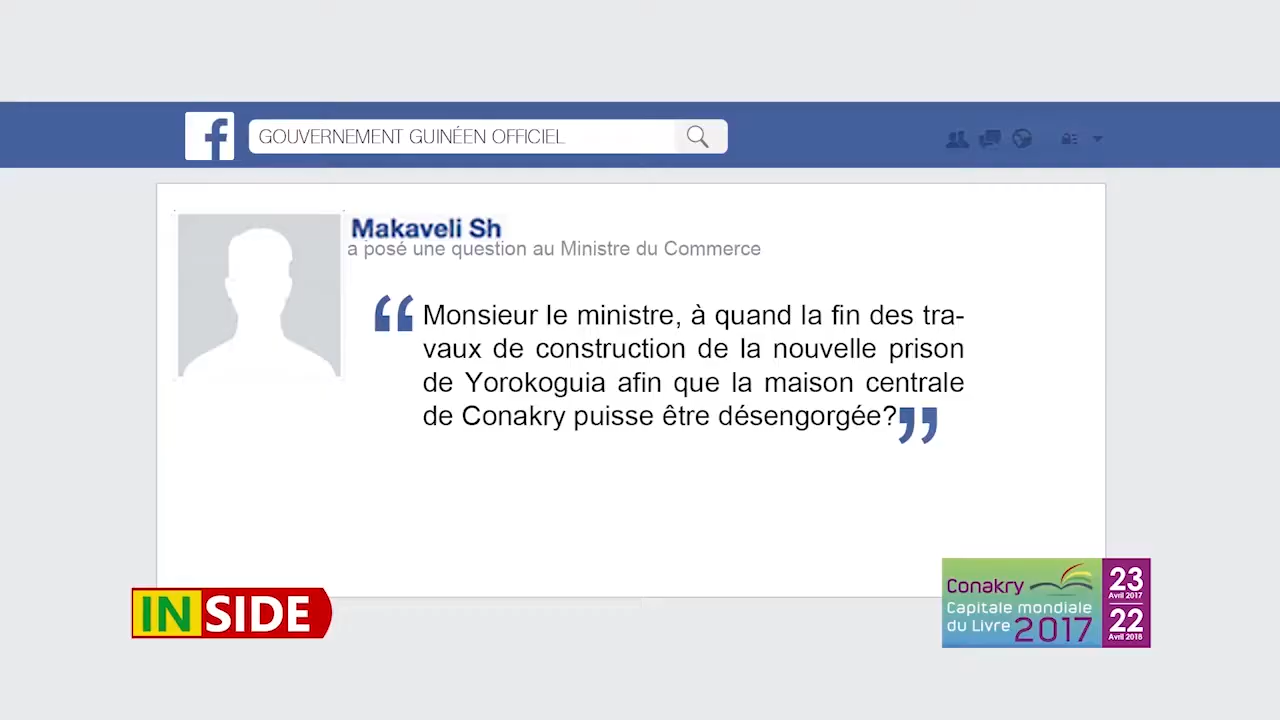 GOUVERNEMENT GUINÉEN OFFICIEL
Makaveli Sh
a posé une question au Ministre du Commerce
“Monsieur le ministre, à quand la fin des tra-
vaux de construction de la nouvelle prison
de Yorokoguia afin que la maison centrale
de Conakry puisse être désengorgée?”
INSIDE
Conakry
Capitale mondiale
du Livre 2017
23
Avril 2017
22
Avril 2018